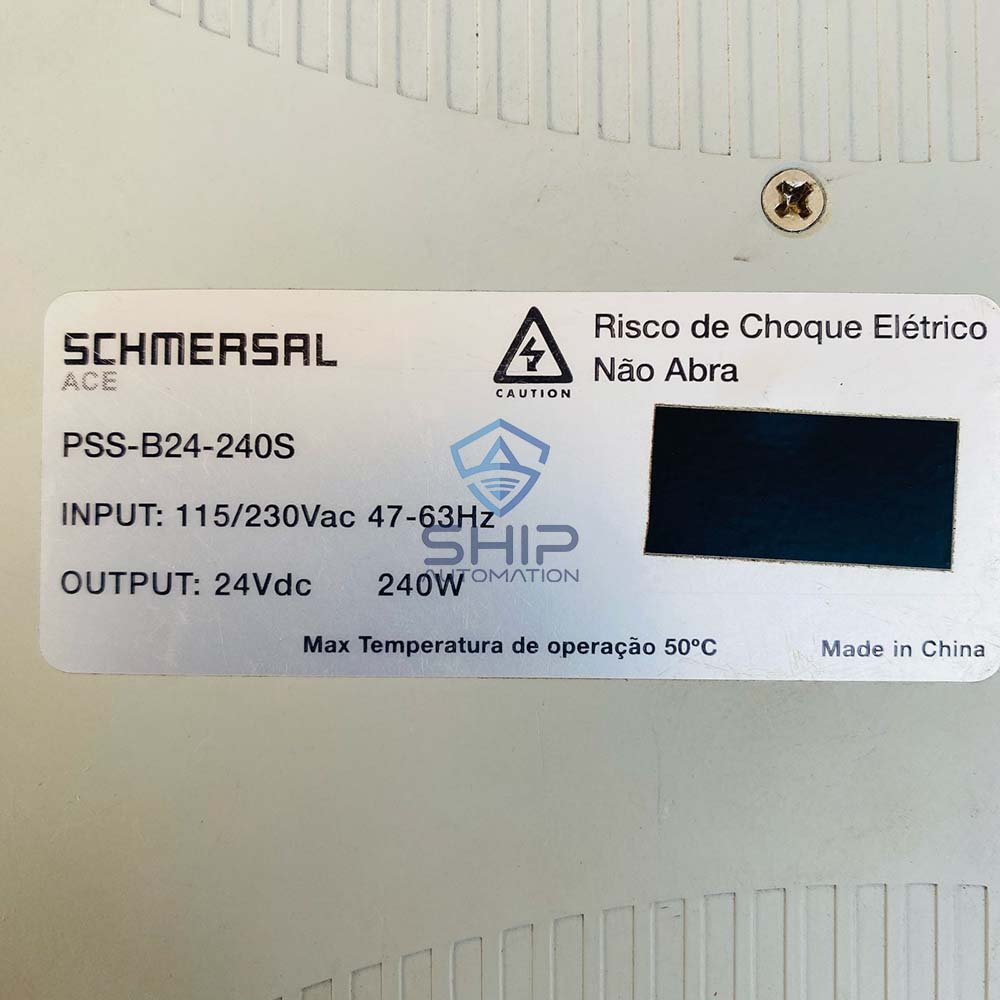 SCHMERSAL
ACE
CAUTION
Risco de Choque Elétrico
Não Abra
PSS-B24-240S
INPUT: 115/230Vac 47-63Hz
OUTPUT: 24Vdc 240W
SHIP
AUTOMATION
Max Temperatura de operação 50ºC
Made in China